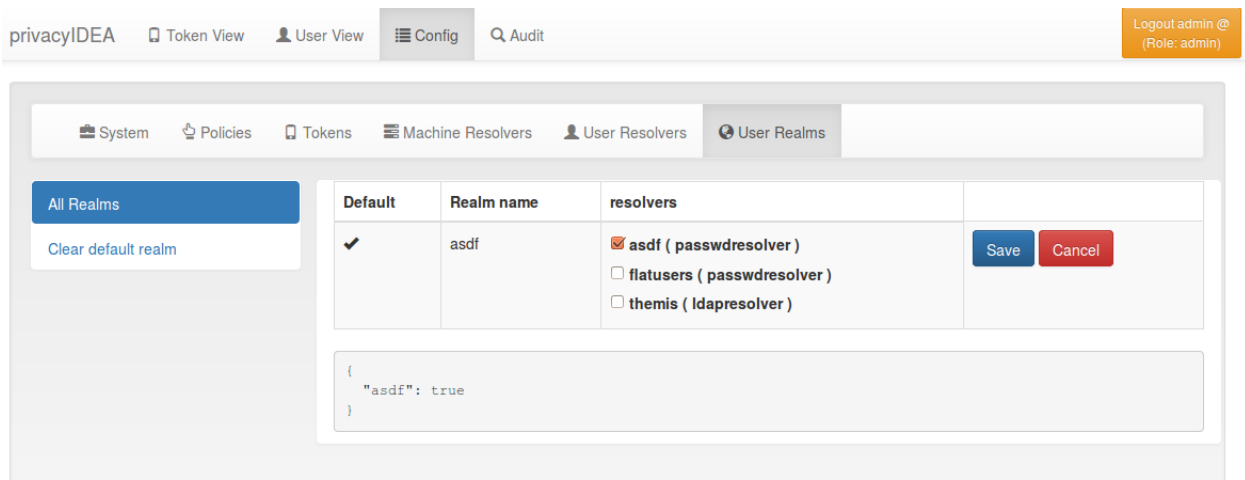 privacyIDEA Token View User View Config Audit Logout admin @
(Role: admin)
System Policies Tokens Machine Resolvers User Resolvers User Realms
All Realms
Clear default realm
Default Realm name resolvers
asdf asdf ( passwdresolver ) Save Cancel
flatusers ( passwdresolver )
themis ( ldapresolver )
{
"asdf": true
}